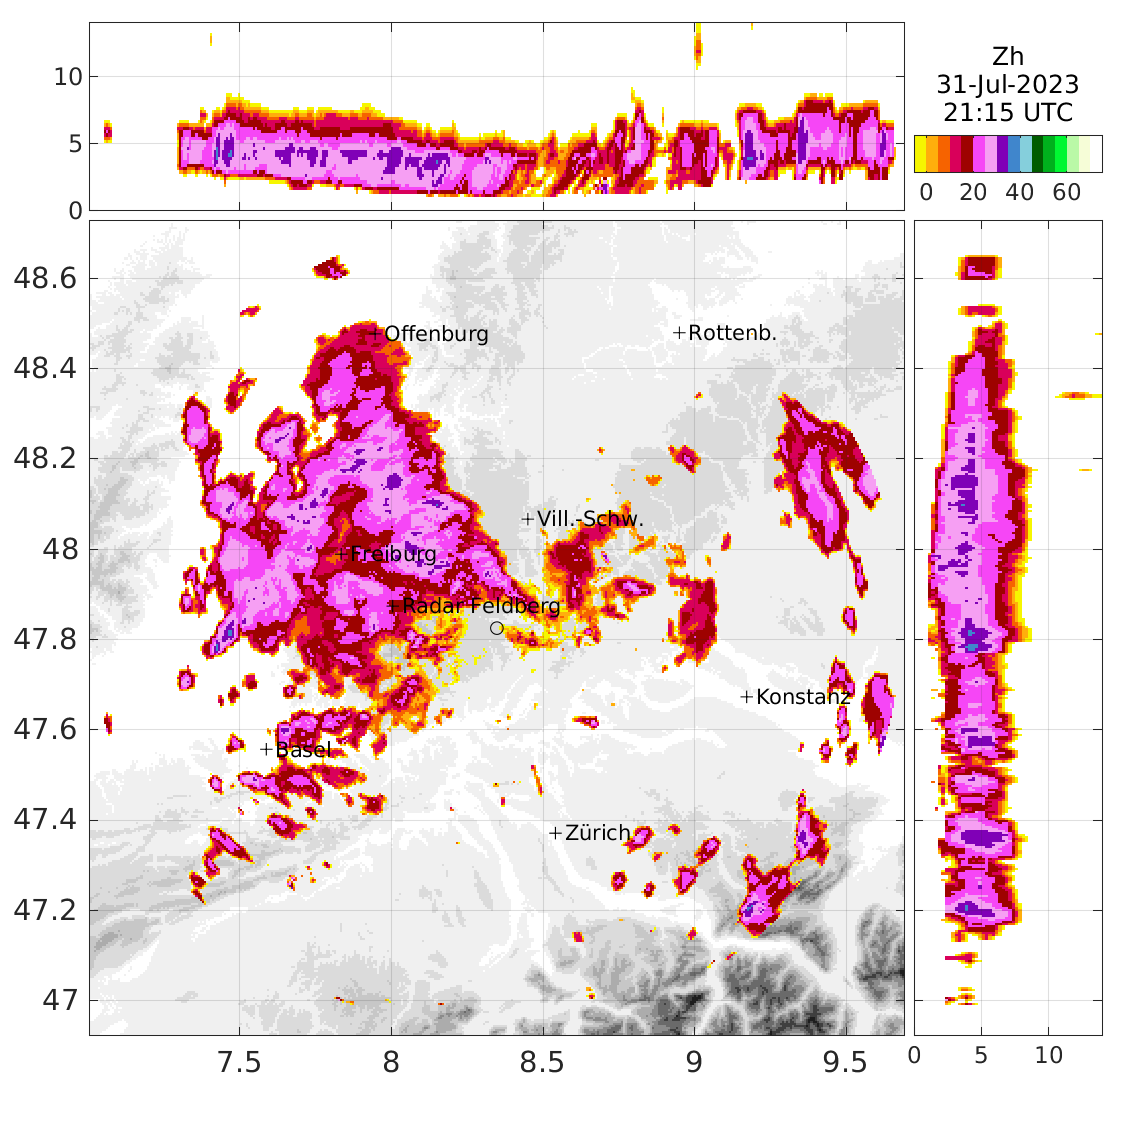 10
5
0
Zh
31-Jul-2023
21:15 UTC
0 20 40 60
48.6
48.4
48.2
48
47.8
47.6
47.4
47.2
47
+Offenburg
+Rottenb.
+Vill.-Schw.
+Freiburg
+Radar Feldberg
+Konstanz
+Basel
+Zürich
7.5 8 8.5 9 9.5
0 5 10